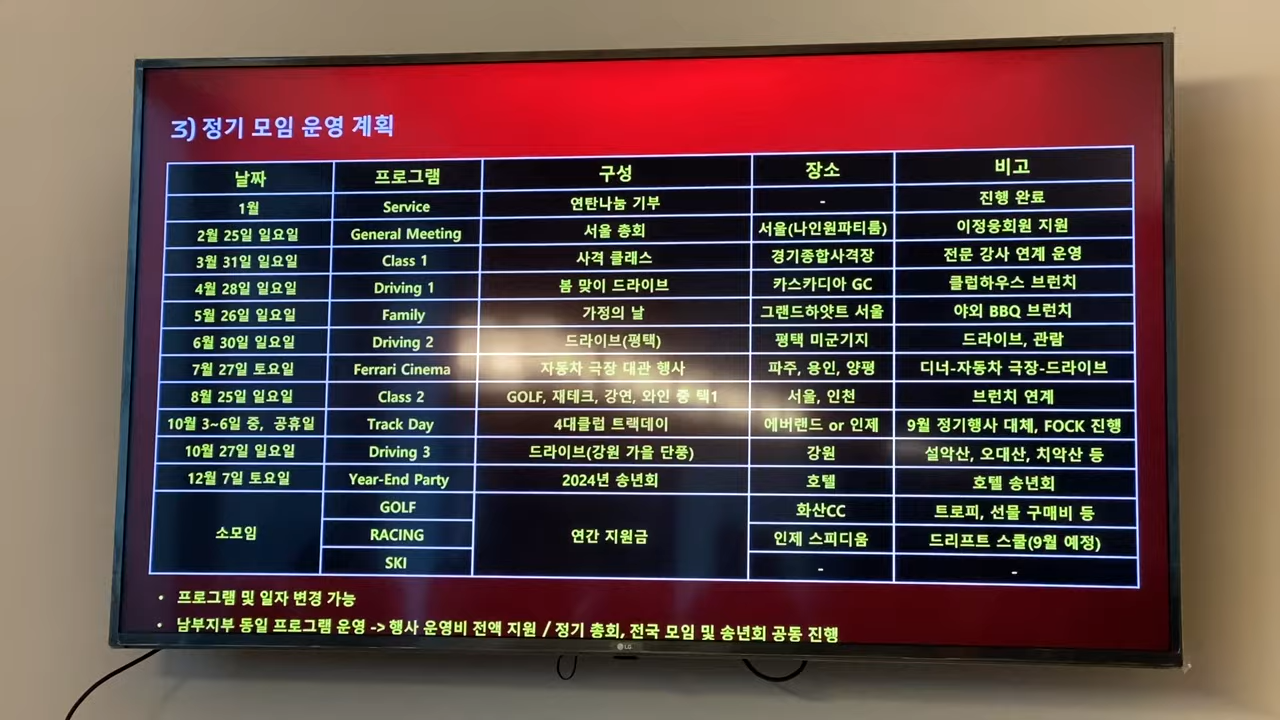 3) 정기 모임 운영 계획
날짜 프로그램 구성 장소 비고
1월 Service 연탄나눔 기부 - 진행 완료
2월 25일 일요일 General Meeting 서울 총회 서울(나인원파티룸) 이정웅회원 지원
3월 31일 일요일 Class 1 사격 클래스 경기종합사격장 전문 강사 연계 운영
4월 28일 일요일 Driving 1 봄 맞이 드라이브 카스카디아 GC 클럽하우스 브런치
5월 26일 일요일 Family 가정의 날 그랜드하얏트 서울 야외 BBQ 브런치
6월 30일 일요일 Driving 2 드라이브(평택) 평택 미군기지 드라이브, 관람
7월 27일 토요일 Ferrari Cinema 자동차 극장 대관 행사 파주, 용인, 양평 디너-자동차 극장-드라이브
8월 25일 일요일 Class 2 GOLF, 재테크, 강연, 와인 중 택1 서울, 인천 브런치 연계
10월 3~6일 중, 공휴일 Track Day 4대클럽 트랙데이 에버랜드 or 인제 9월 정기행사 대체, FOCK 진행
10월 27일 일요일 Driving 3 드라이브(강원 가을 단풍) 강원 설악산, 오대산, 치악산 등
12월 7일 토요일 Year-End Party 2024년 송년회 호텔 호텔 송년회
GOLF 화산CC 트로피, 선물 구매비 등
소모임 RACING 연간 지원금 인제 스피디움 드리프트 스쿨(9월 예정)
SKI - -
• 프로그램 및 일자 변경 가능
• 남부지부 동일 프로그램 운영 -> 행사 운영비 전액 지원 / 정기 총회, 전국 모임 및 송년회 공동 진행
LG